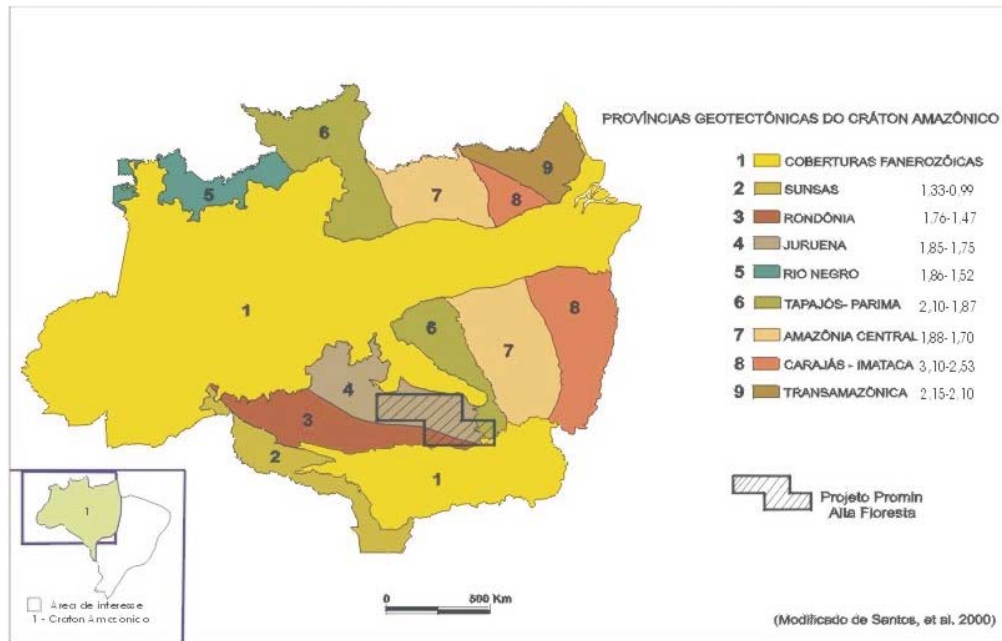 PROVÍNCIAS GEOTECTÔNICAS DO CRÁTON AMAZÔNICO
1 COBERTURAS FANEROZÓICAS
2 SUNSAS 1,33-0,99
3 RONDÔNIA 1,76-1,47
4 JURUENA 1,85-1,75
5 RIO NEGRO 1,86-1,52
6 TAPAJÓS- PARIMA 2,10-1,87
7 AMAZÔNIA CENTRAL 1,88-1,70
8 CARAJÁS - IMATACA 3,10-2,53
9 TRANSAMAZÔNICA 2,15-2,10
Projeto Promin
Alta Floresta
6
9
5
7
8
1
8
6
7
4
3
2
1
1
Área de interesse
1 - Craton Amazonico
0 500 Km
(Modificado de Santos, et al. 2000)